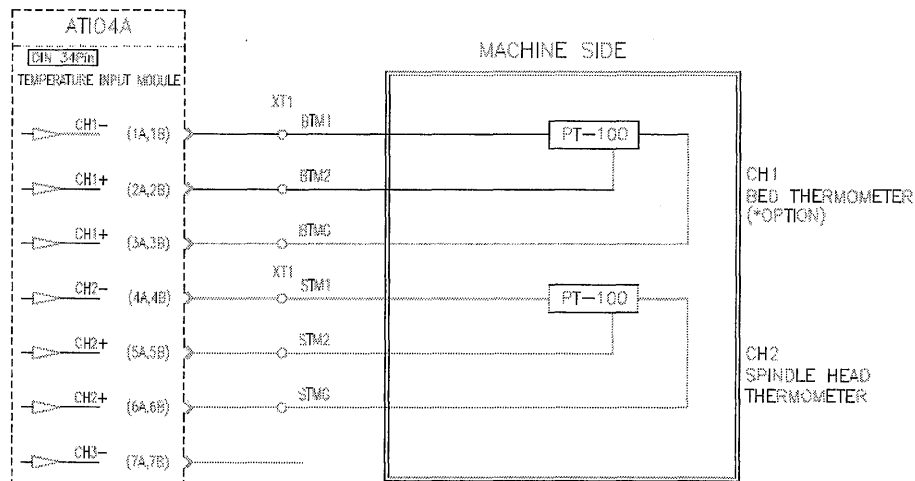 ATI04A
CIN 34Pin
TEMPERATURE INPUT MODULE
MACHINE SIDE
CH1- (1A,1B) XT1 BTM1 PT-100
CH1+ (2A,2B) BTM2
CH1+ (3A,3B) BTMG
CH1
BED THERMOMETER
(*OPTION)
CH2- (4A,4B) XT1 STM1 PT-100
CH2+ (5A,5B) STM2
CH2+ (6A,6B) STMG
CH2
SPINDLE HEAD
THERMOMETER
CH3- (7A,7B)